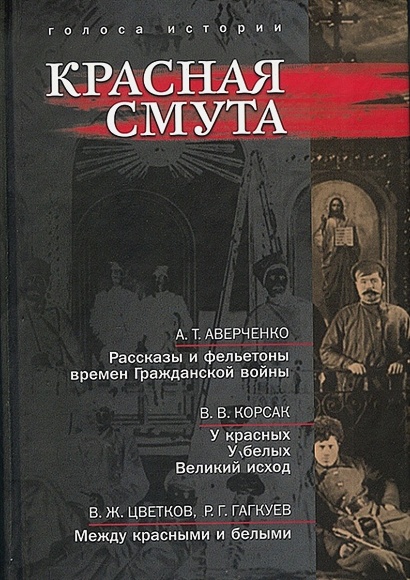 голоса истории
КРАСНАЯ
СМУТА
А. Т. АВЕРЧЕНКО
Рассказы и фельетоны
времен Гражданской войны
В. В. КОРСАК
У красных
У белых
Великий исход
В. Ж. ЦВЕТКОВ, Р. Г. ГАГКУЕВ
Между красными и белыми